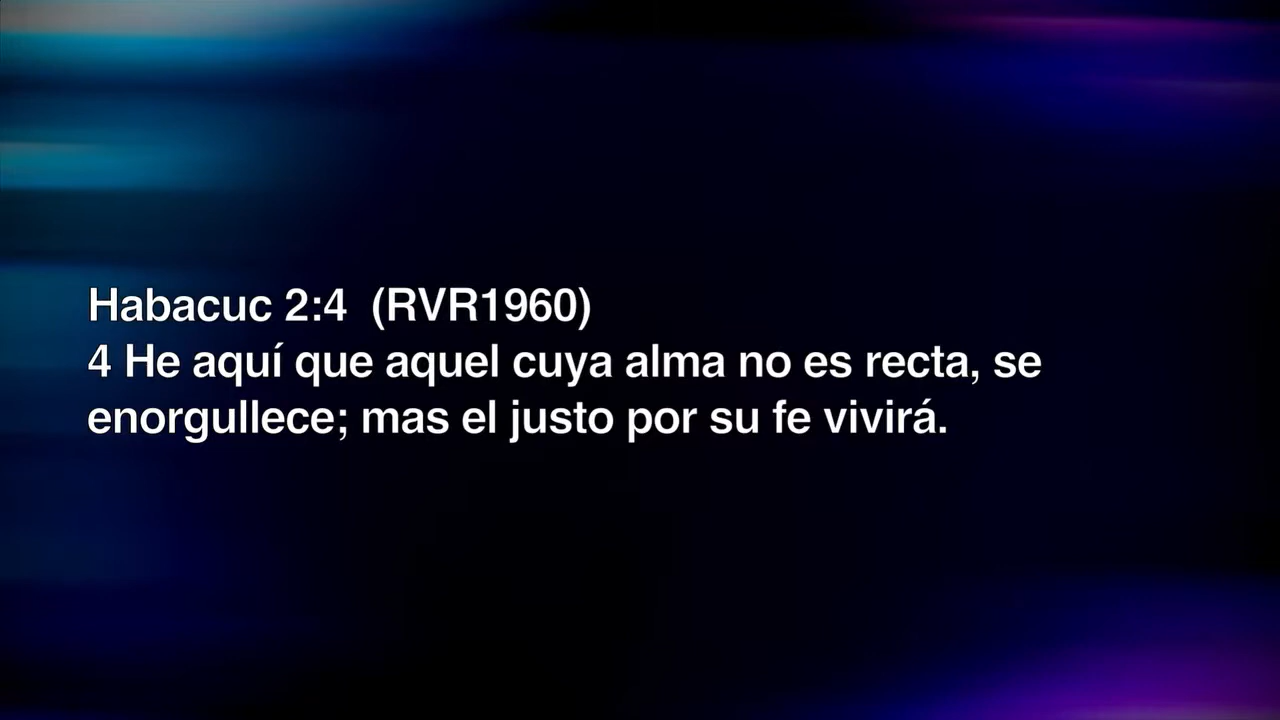 Habacuc 2:4  (RVR1960)
4 He aquí que aquel cuya alma no es recta, se
enorgullece; mas el justo por su fe vivirá.